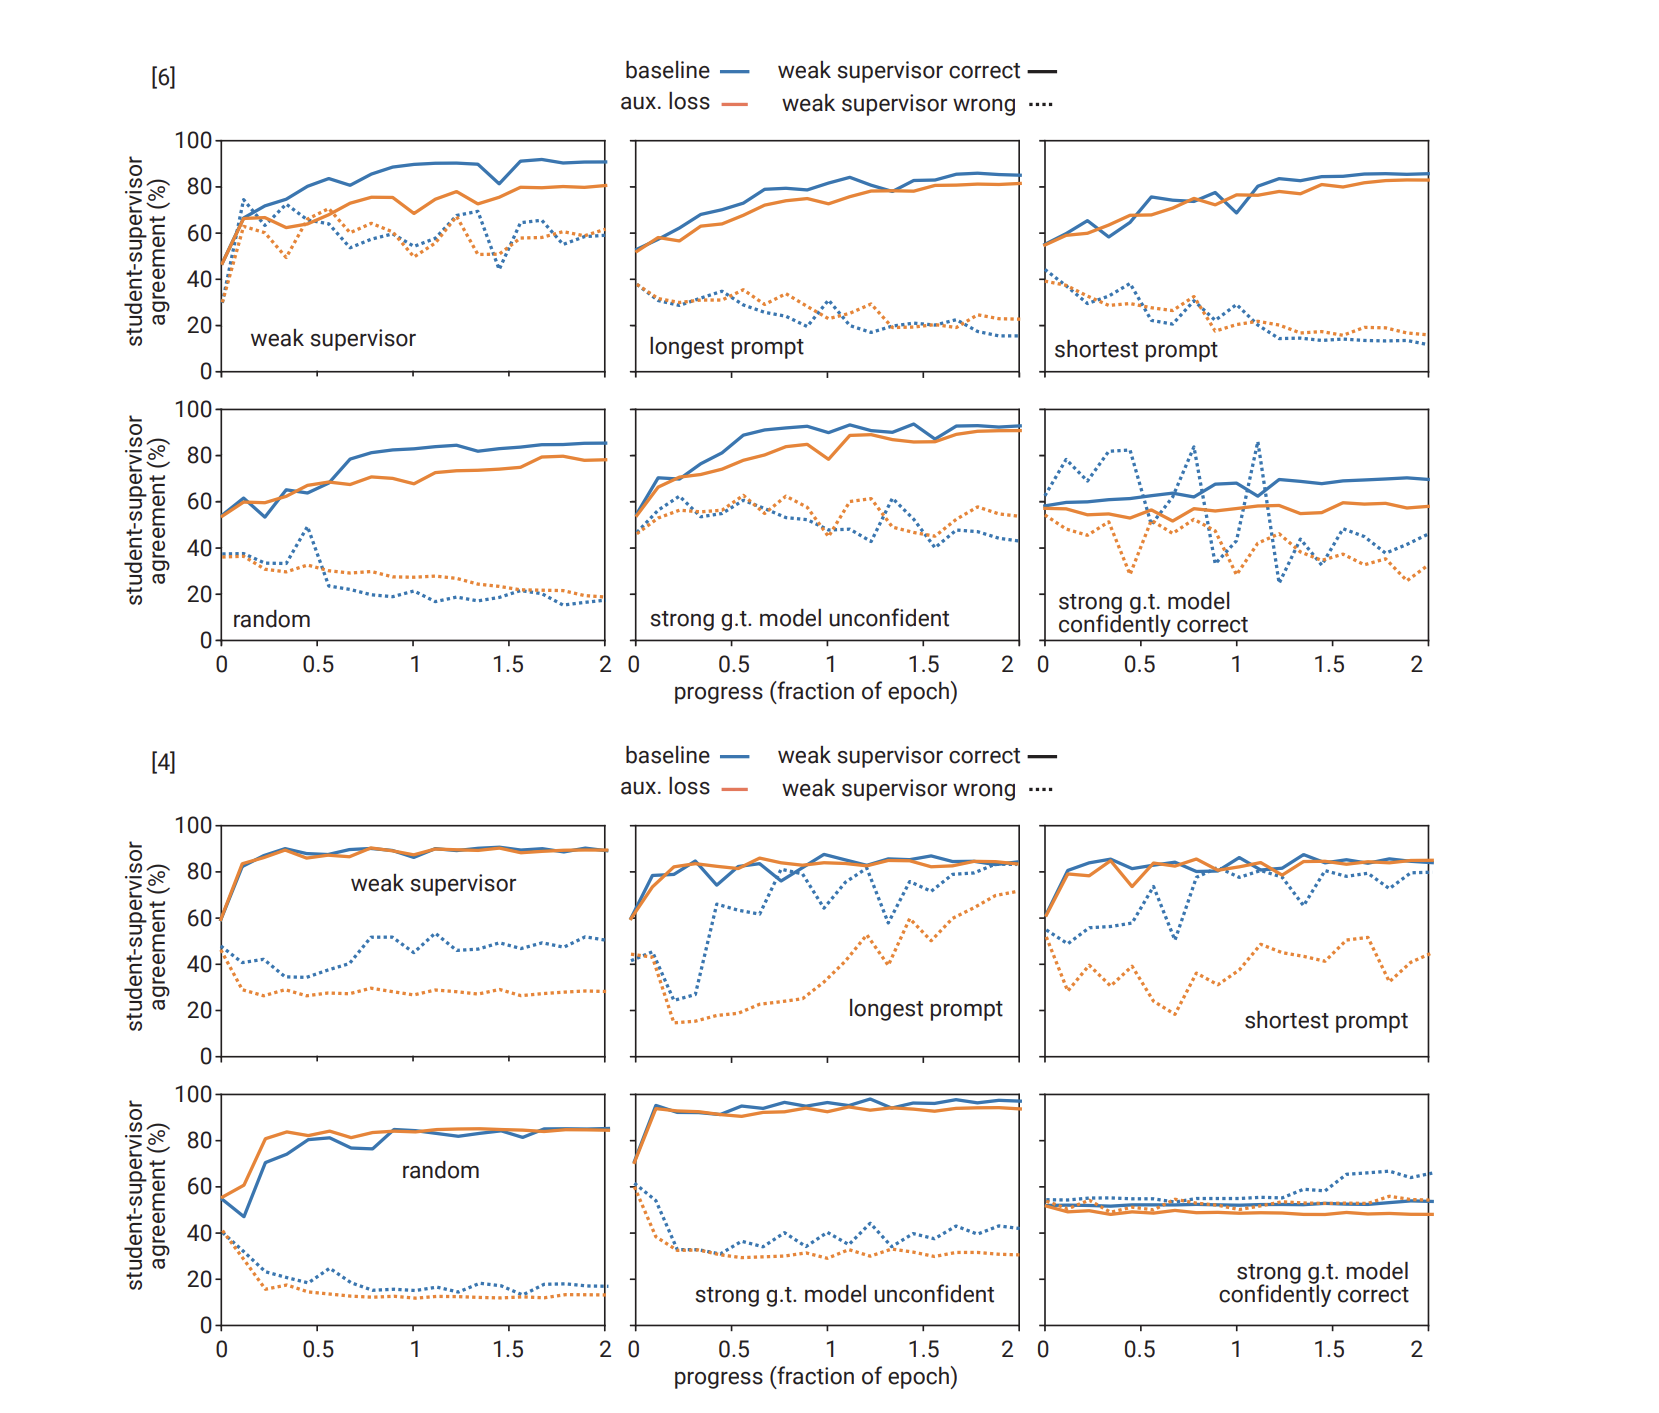 [6]
baseline weak supervisor correct
aux. loss weak supervisor wrong
student-supervisor
agreement (%)
100
80
60
40
20
0
weak supervisor
longest prompt
shortest prompt
student-supervisor
agreement (%)
100
80
60
40
20
0
random
strong g.t. model unconfident
strong g.t. model
confidently correct
0 0.5 1 1.5 2
0 0.5 1 1.5 2
0 0.5 1 1.5 2
progress (fraction of epoch)
[4]
baseline weak supervisor correct
aux. loss weak supervisor wrong
student-supervisor
agreement (%)
100
80
60
40
20
0
weak supervisor
longest prompt
shortest prompt
student-supervisor
agreement (%)
100
80
60
40
20
0
random
strong g.t. model unconfident
strong g.t. model
confidently correct
0 0.5 1 1.5 2
0 0.5 1 1.5 2
0 0.5 1 1.5 2
progress (fraction of epoch)